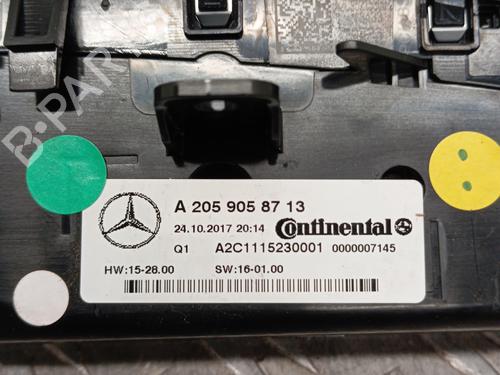 B-PARTS
A 205 905 87 13
24.10.2017 20:14
Continental
Q1 A2C1115230001 0000007145
HW:15-28.00 SW:16-01.00